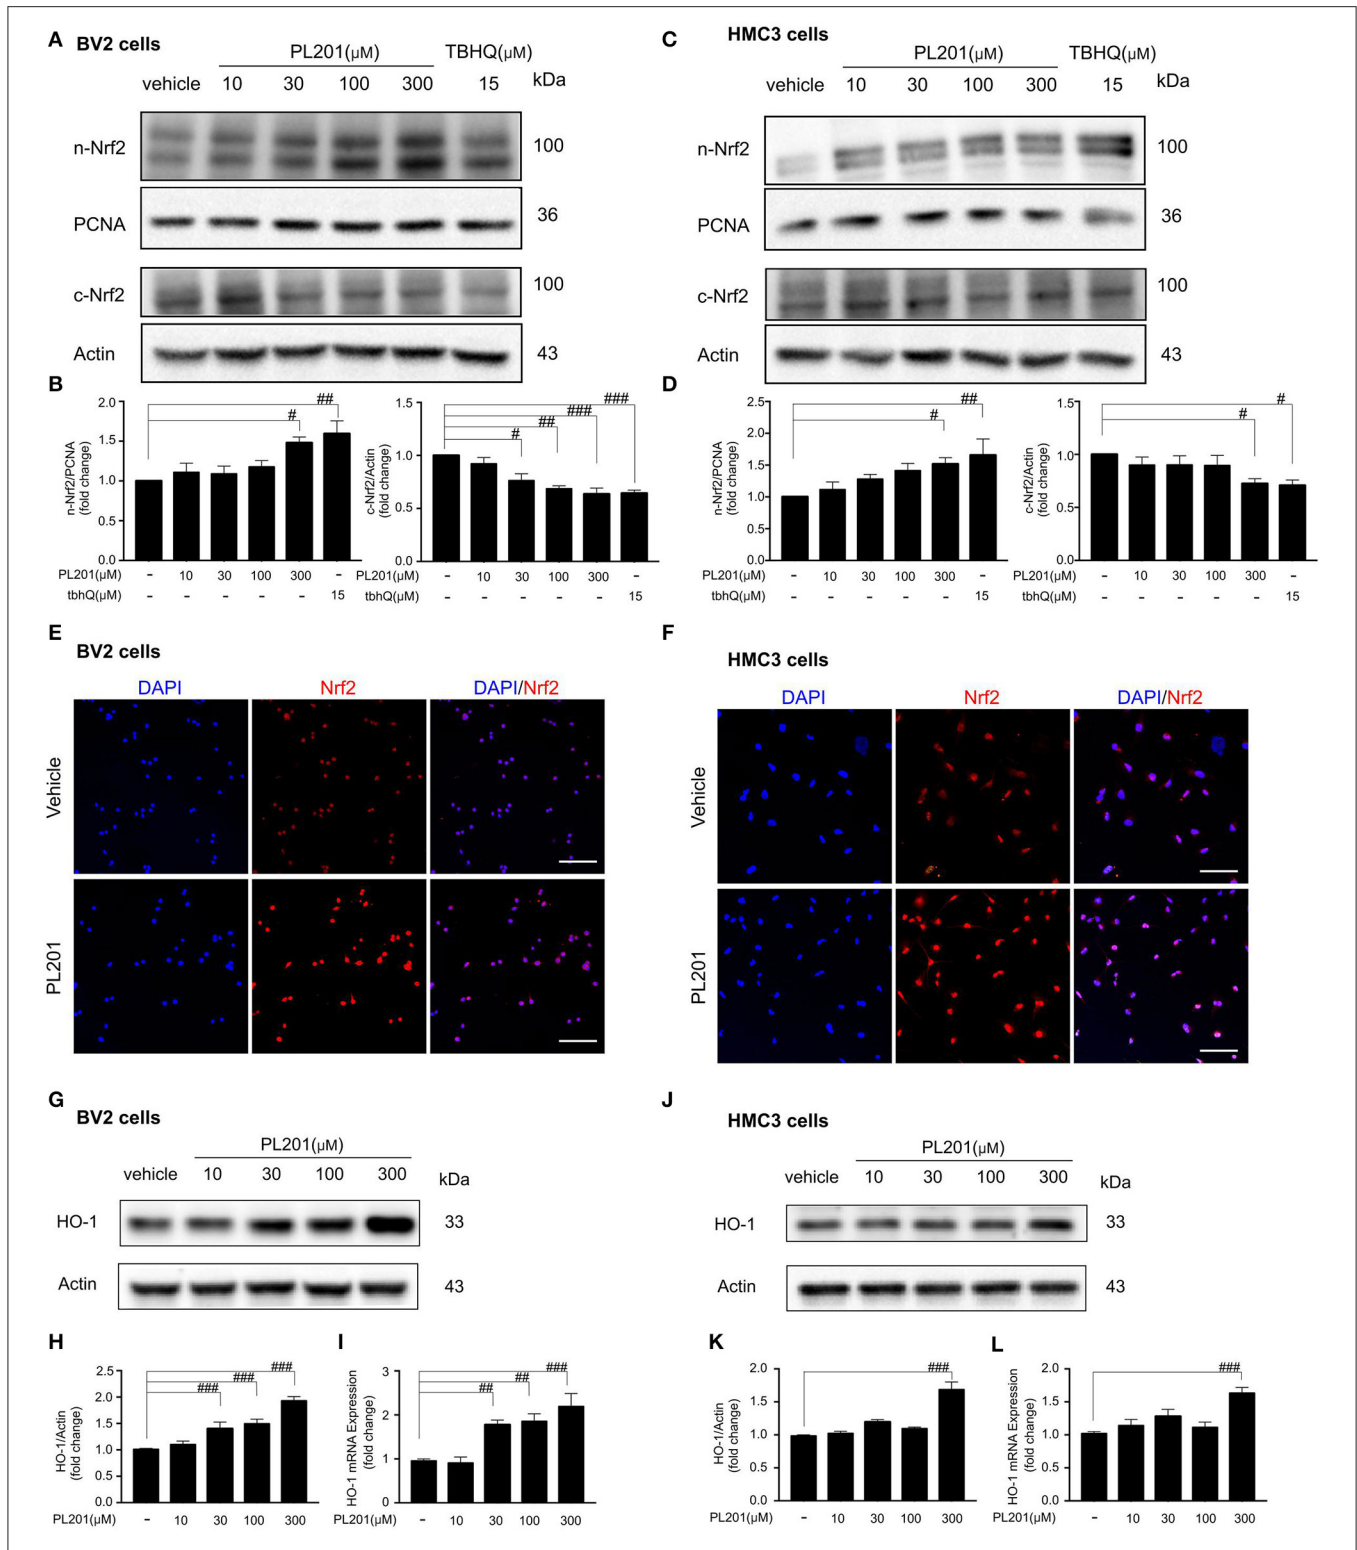 A BV2 cells
PL201(µM) TBHQ(µM)
vehicle 10 30 100 300 15 kDa
n-Nrf2 100
PCNA 36
c-Nrf2 100
Actin 43
C HMC3 cells
PL201(µM) TBHQ(µM)
vehicle 10 30 100 300 15 kDa
n-Nrf2 100
PCNA 36
c-Nrf2 100
Actin 43
B
n-Nrf2/PCNA
(fold change)
2.0
1.5
1.0
0.5
0.0
##
#
PL201(µM) - 10 30 100 300 -
tbhQ(µM) - - - - - 15
c-Nrf2/Actin
(fold change)
1.5
1.0
0.5
0.0
###
###
##
#
PL201(µM) - 10 30 100 300 -
tbhQ(µM) - - - - - 15
D
n-Nrf2/PCNA
(fold change)
2.5
2.0
1.5
1.0
0.5
0.0
##
#
PL201(µM) - 10 30 100 300 -
tbhQ(µM) - - - - - 15
c-Nrf2/Actin
(fold change)
1.5
1.0
0.5
0.0
#
#
PL201(µM) - 10 30 100 300 -
tbhQ(µM) - - - - - 15
E BV2 cells
DAPI Nrf2 DAPI/Nrf2
Vehicle
PL201
F HMC3 cells
DAPI Nrf2 DAPI/Nrf2
Vehicle
PL201
G BV2 cells
PL201(µM)
vehicle 10 30 100 300 kDa
HO-1 33
Actin 43
J HMC3 cells
PL201(µM)
vehicle 10 30 100 300 kDa
HO-1 33
Actin 43
H
HO-1/Actin
(fold change)
2.5
2.0
1.5
1.0
0.5
0.0
###
###
###
PL201(µM) - 10 30 100 300
I
HO-1 mRNA Expression
(fold change)
3
2
1
0
###
##
##
PL201(µM) - 10 30 100 300
K
HO-1/Actin
(fold change)
2.0
1.5
1.0
0.5
0.0
###
PL201(µM) - 10 30 100 300
L
HO-1 mRNA Expression
(fold change)
2.0
1.5
1.0
0.5
0.0
###
PL201(µM) - 10 30 100 300